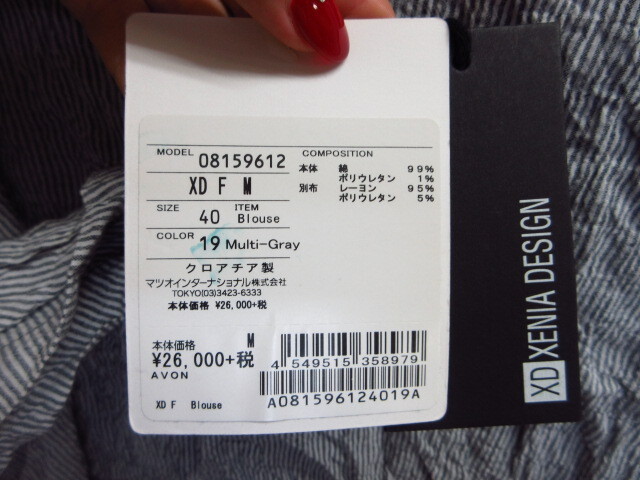 MODEL 08159612
XD F M
SIZE 40 ITEM Blouse
COLOR 19 Multi-Gray
クロアチア製
マツオインターナショナル株式会社
TOKYO(03)3423-6333
本体価格 ¥26,000+税
COMPOSITION
本体 綿 99%
ポリウレタン 1%
別布 レーヨン 95%
ポリウレタン 5%
本体価格 M
¥26,000+税
AVON
XD F Blouse
4 549515 358979
A081596124019A
XD XENIA DESIGN